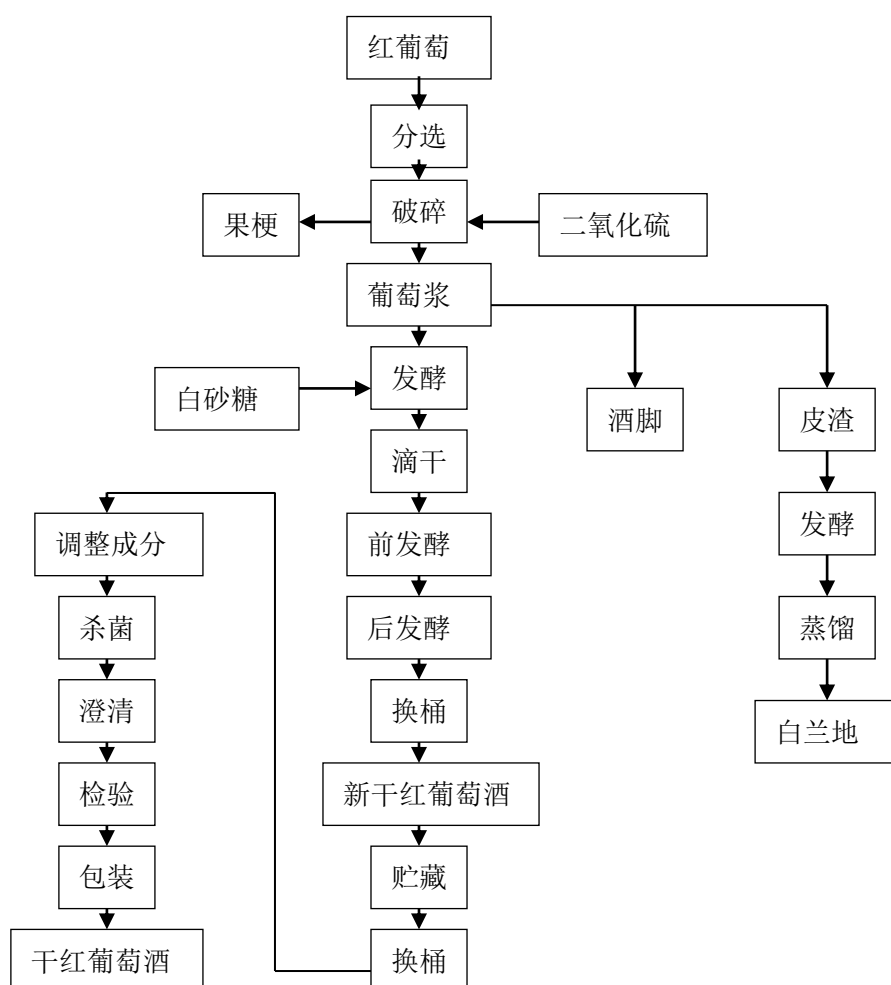 红葡萄
分选
果梗
破碎
二氧化硫
葡萄浆
白砂糖
发酵
酒脚
皮渣
滴干
调整成分
前发酵
发酵
杀菌
后发酵
蒸馏
澄清
换桶
白兰地
检验
新干红葡萄酒
包装
贮藏
干红葡萄酒
换桶